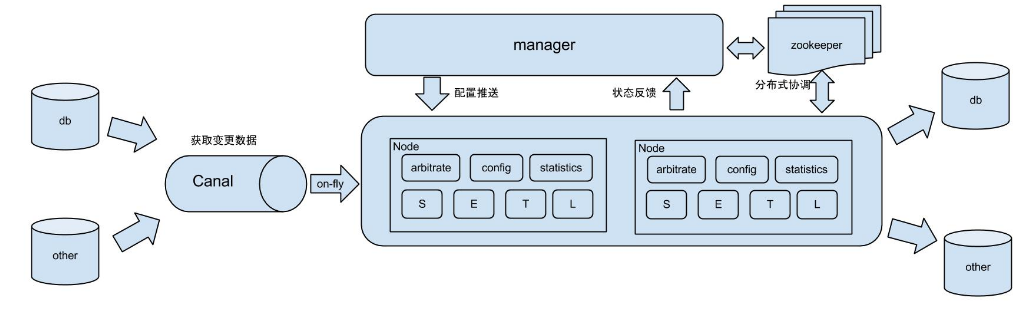 manager
zookeeper
配置推送
状态反馈
分布式协调
db
获取变更数据
Canal
on-fly
other
Node
arbitrate
config
statistics
S
E
T
L
Node
arbitrate
config
statistics
S
E
T
L
db
other